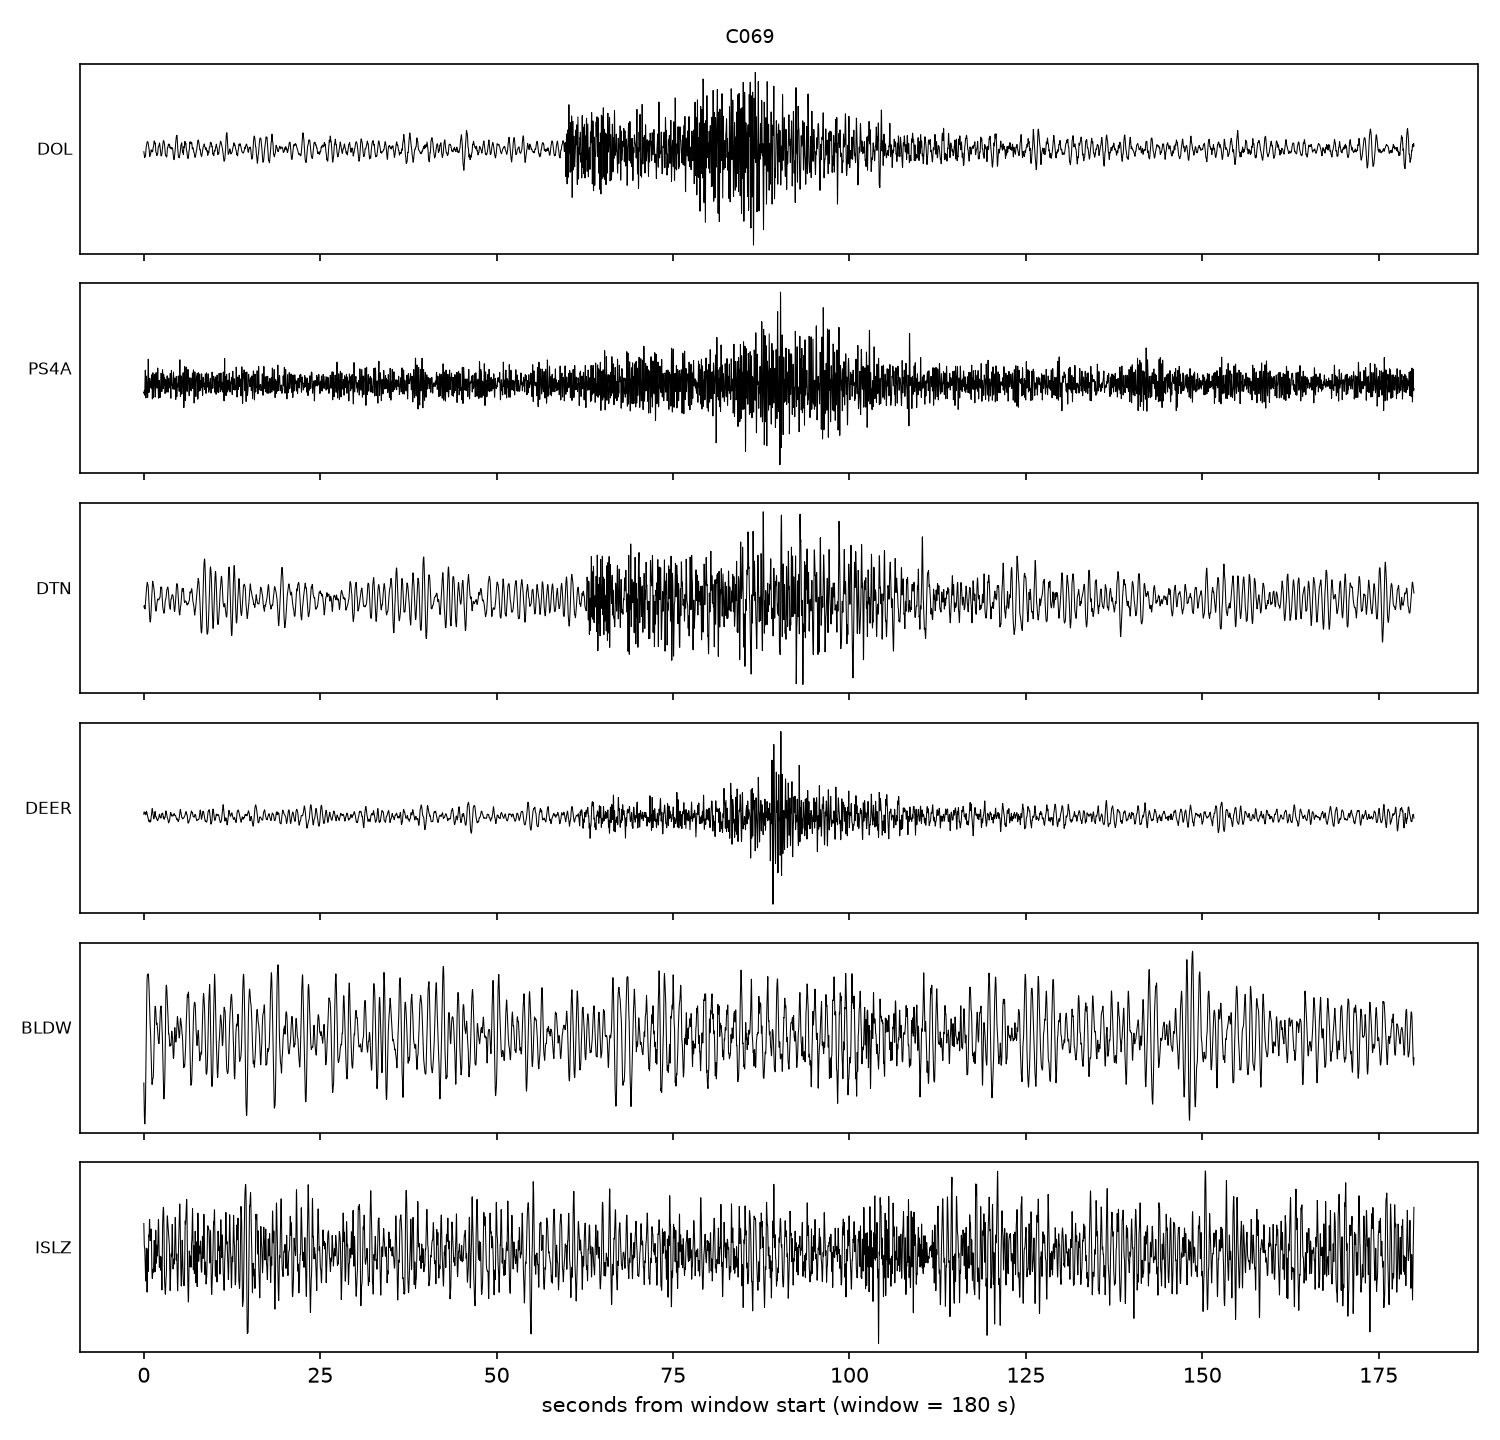 C069
DOL
PS4A
DTN
DEER
BLDW
ISLZ
0 25 50 75 100 125 150 175
seconds from window start (window = 180 s)